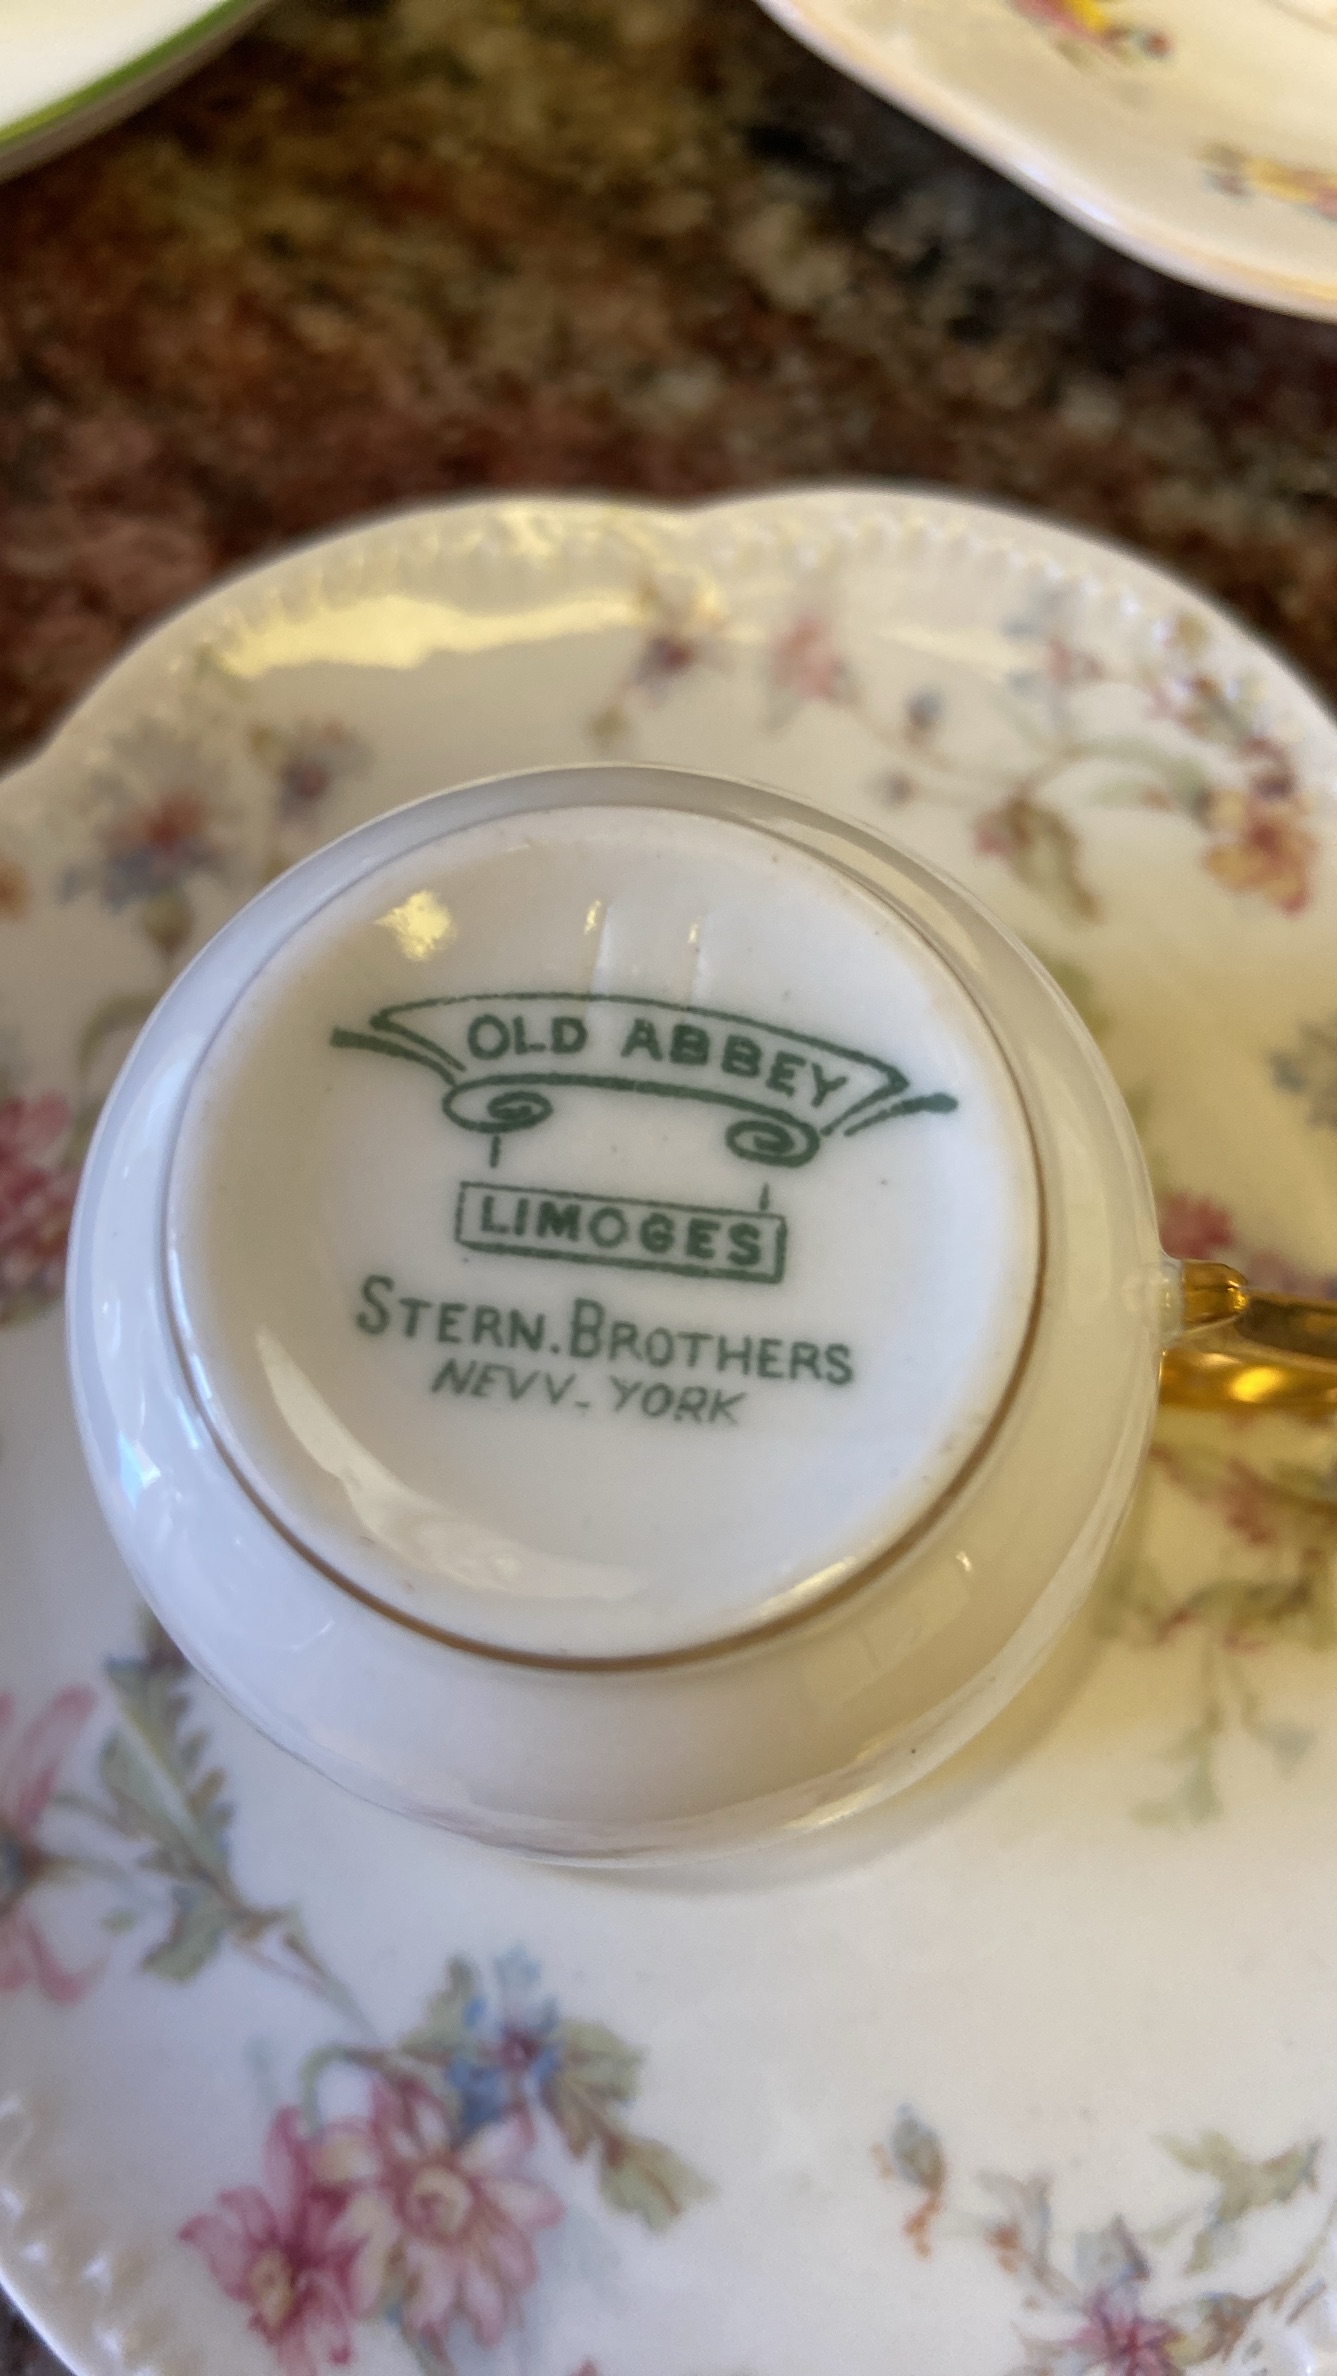 OLD ABBEY
LIMOGES
STERN.BROTHERS
NEVV-YORK